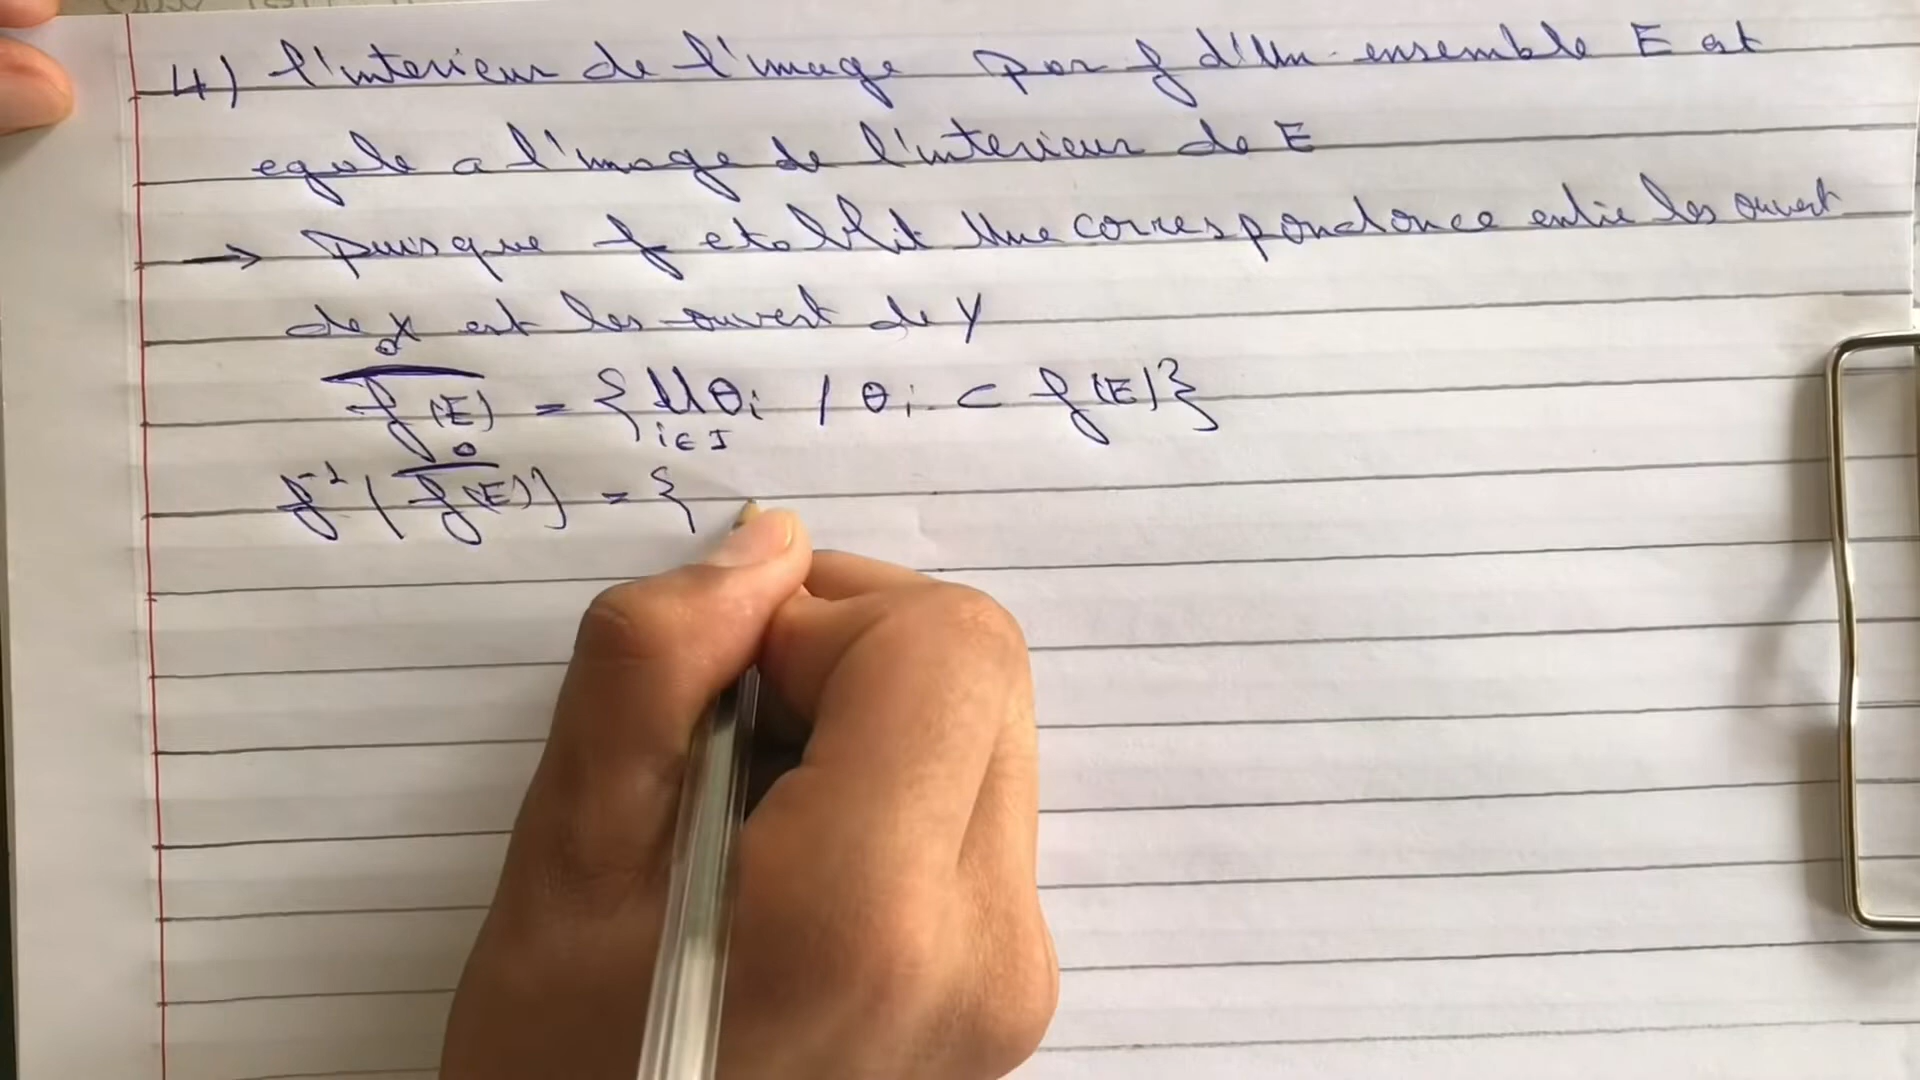 4) l'interieur de l'image par f d'un ensemble E est
egale a l'image de l'interieur de E
→ puisque f etablit une correspondance entre les ouvert
de X est les ouvert de Y
f(E)° = { ∪ θi / θi ⊂ f(E) }
i∈I
f⁻¹ ( f(E)° ) = {